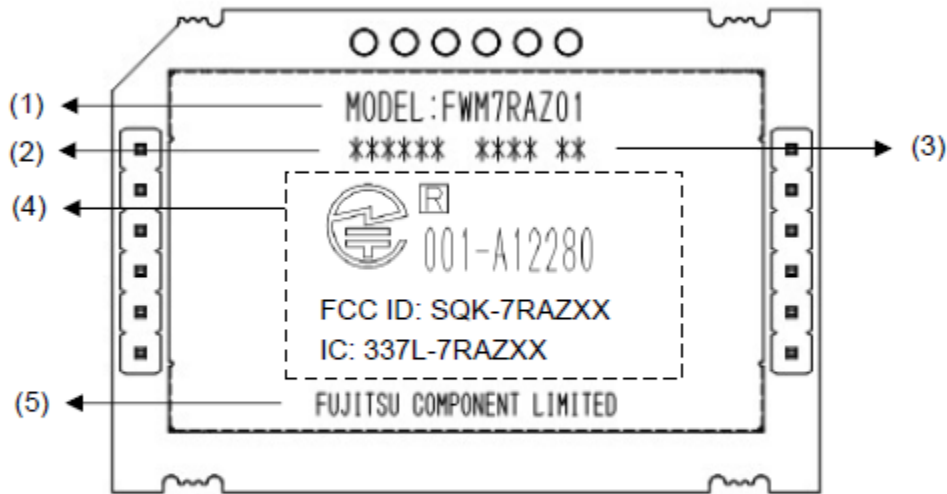 (1) MODEL:FWM7RAZ01
(2) ****** **** ** (3)
(4) R
001-A12280
FCC ID: SQK-7RAZXX
IC: 337L-7RAZXX
(5) FUJITSU COMPONENT LIMITED